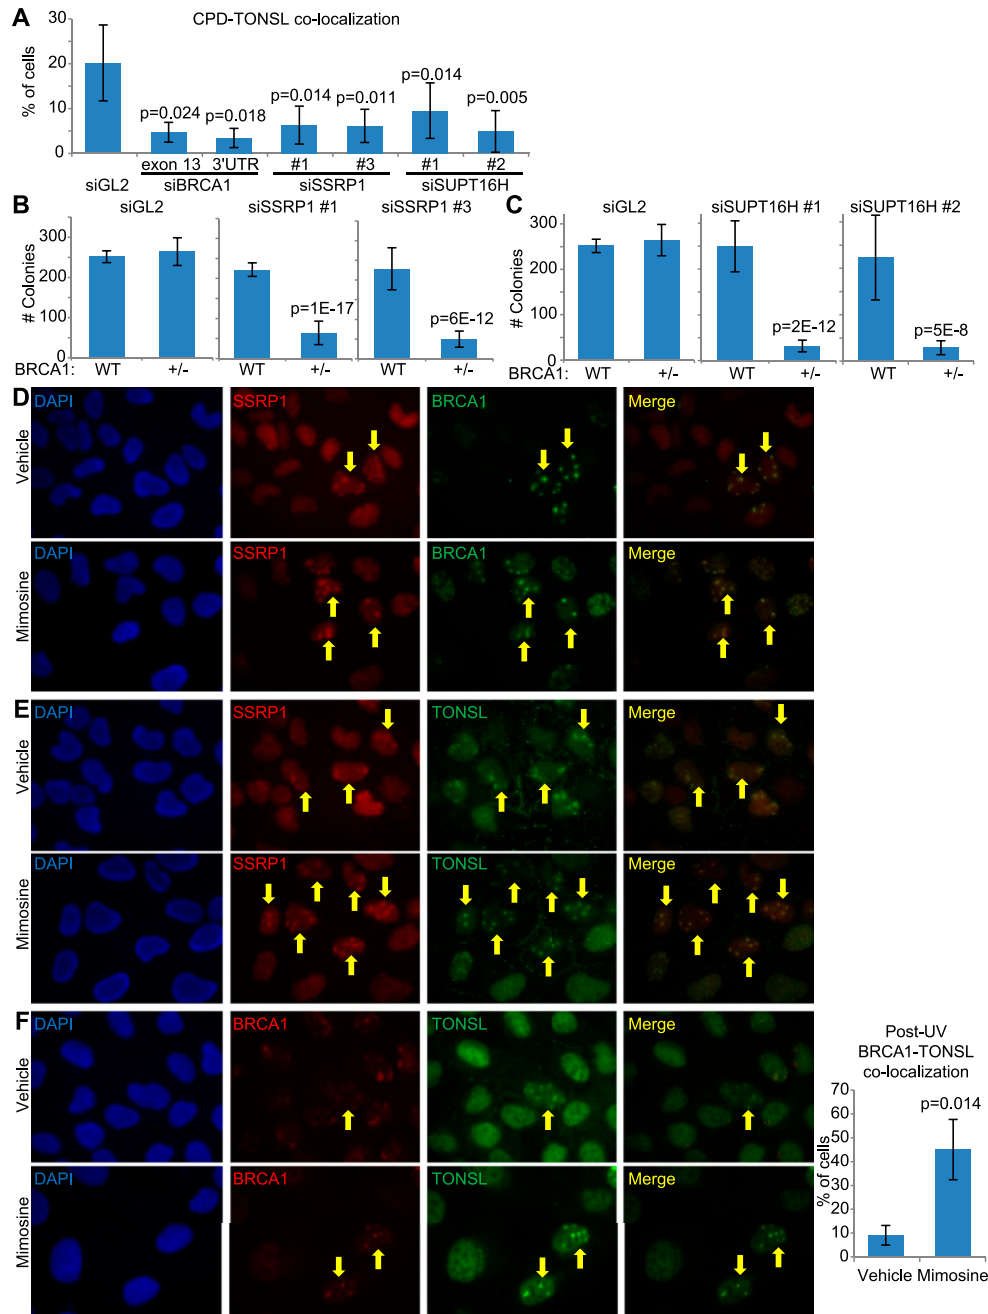 A
CPD-TONSL co-localization
30
20
10
0
% of cells
p=0.024 p=0.018 p=0.014 p=0.011 p=0.014 p=0.005
exon 13 3'UTR #1 #3 #1 #2
siGL2 siBRCA1 siSSRP1 siSUPT16H
B
siGL2 siSSRP1 #1 siSSRP1 #3
# Colonies
300
200
100
0
p=1E-17
p=6E-12
BRCA1: WT +/- WT +/- WT +/-
C
siGL2 siSUPT16H #1 siSUPT16H #2
# Colonies
300
200
100
0
p=2E-12
p=5E-8
BRCA1: WT +/- WT +/- WT +/-
D
Vehicle
DAPI SSRP1 BRCA1 Merge
Mimosine
DAPI SSRP1 BRCA1 Merge
E
Vehicle
DAPI SSRP1 TONSL Merge
Mimosine
DAPI SSRP1 TONSL Merge
F
Vehicle
DAPI BRCA1 TONSL Merge
Mimosine
DAPI BRCA1 TONSL Merge
Post-UV
BRCA1-TONSL
co-localization
% of cells
70
60
50
40
30
20
10
0
p=0.014
Vehicle Mimosine